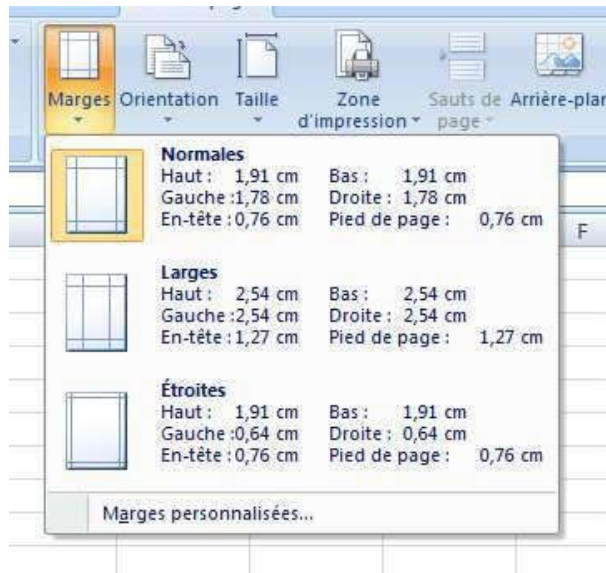 Marges Orientation Taille Zone d'impression Sauts de page Arrière-plan
Normales
Haut : 1,91 cm Bas : 1,91 cm
Gauche :1,78 cm Droite : 1,78 cm
En-tête :0,76 cm Pied de page : 0,76 cm
F
Larges
Haut : 2,54 cm Bas : 2,54 cm
Gauche :2,54 cm Droite : 2,54 cm
En-tête :1,27 cm Pied de page : 1,27 cm
Étroites
Haut : 1,91 cm Bas : 1,91 cm
Gauche :0,64 cm Droite : 0,64 cm
En-tête :0,76 cm Pied de page : 0,76 cm
Marges personnalisées...